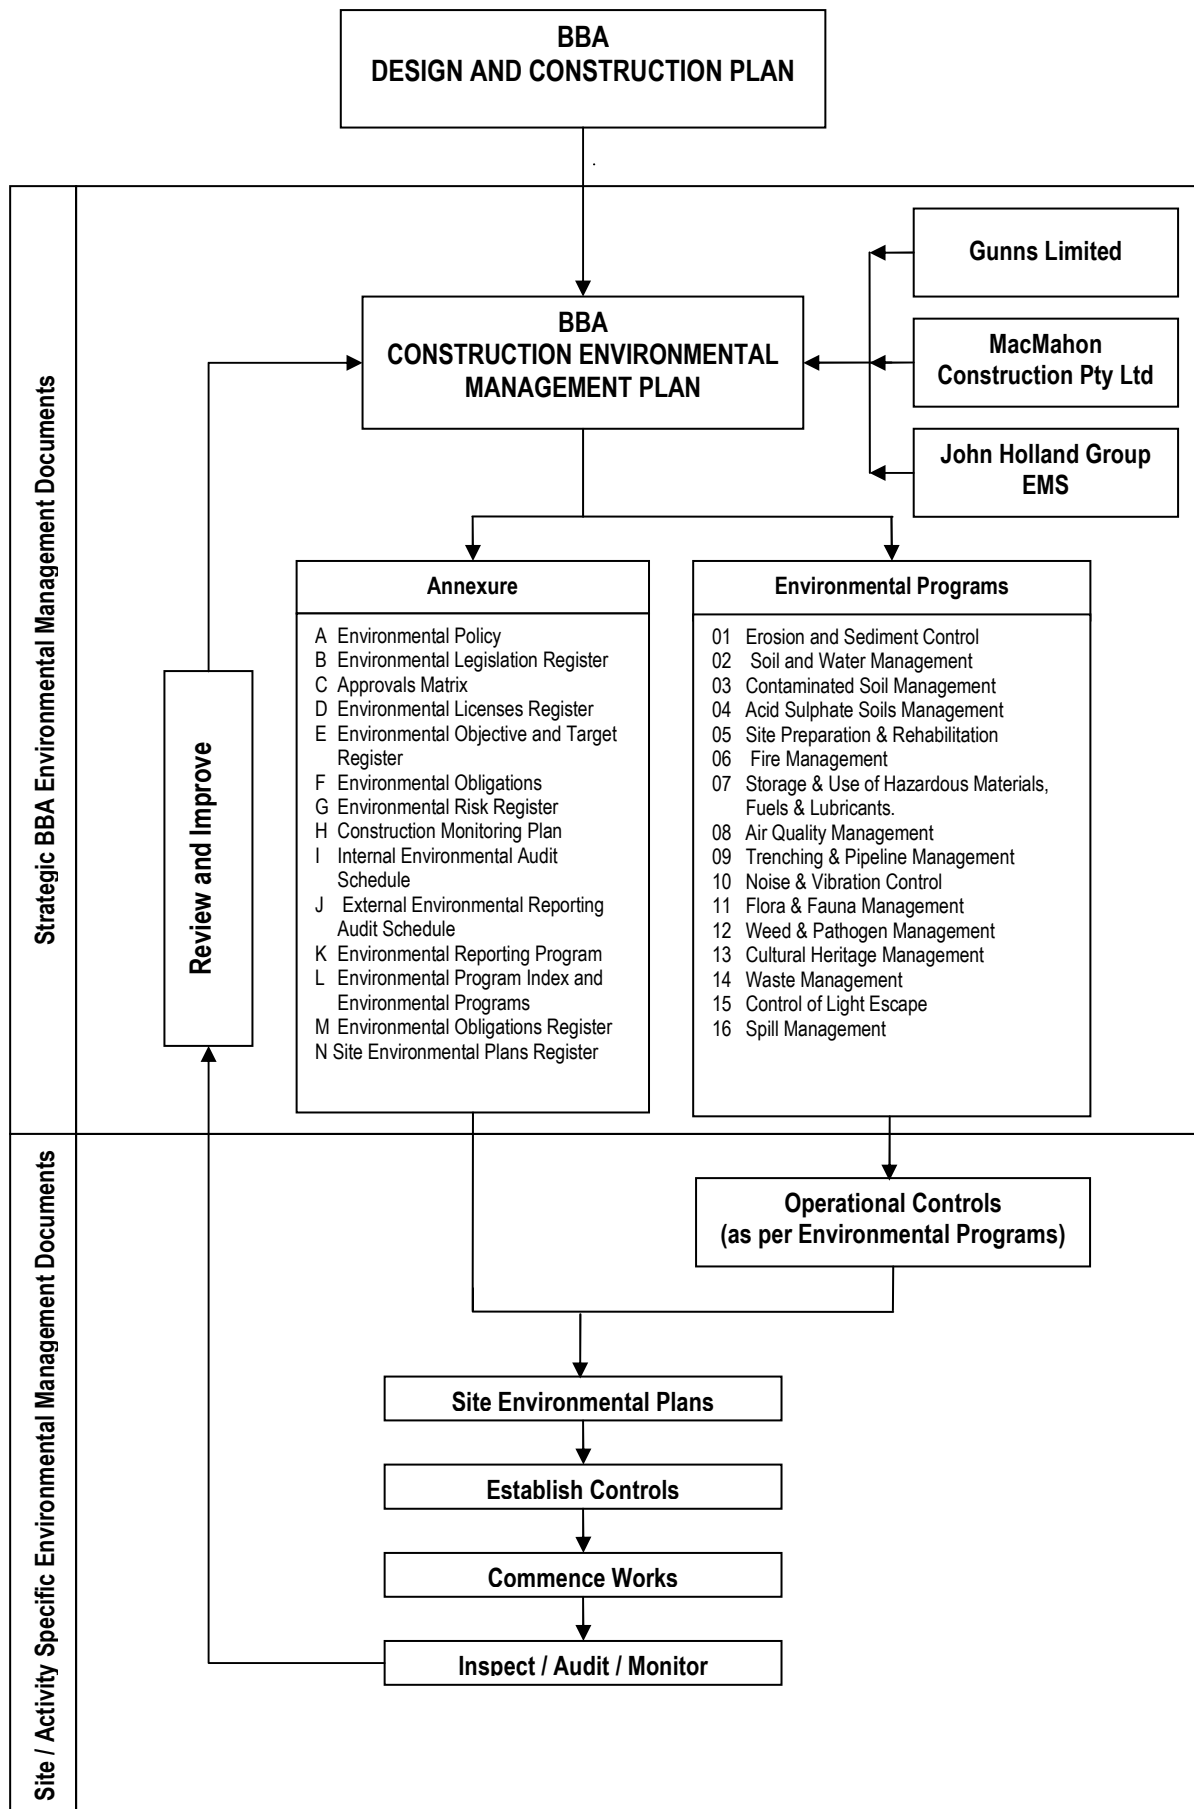 BBA
DESIGN AND CONSTRUCTION PLAN
Strategic BBA Environmental Management Documents
Gunns Limited
BBA
CONSTRUCTION ENVIRONMENTAL
MANAGEMENT PLAN
MacMahon
Construction Pty Ltd
John Holland Group
EMS
Review and Improve
Annexure
A Environmental Policy
B Environmental Legislation Register
C Approvals Matrix
D Environmental Licenses Register
E Environmental Objective and Target
Register
F Environmental Obligations
G Environmental Risk Register
H Construction Monitoring Plan
I Internal Environmental Audit
Schedule
J External Environmental Reporting
Audit Schedule
K Environmental Reporting Program
L Environmental Program Index and
Environmental Programs
M Environmental Obligations Register
N Site Environmental Plans Register
Environmental Programs
01 Erosion and Sediment Control
02 Soil and Water Management
03 Contaminated Soil Management
04 Acid Sulphate Soils Management
05 Site Preparation & Rehabilitation
06 Fire Management
07 Storage & Use of Hazardous Materials,
Fuels & Lubricants.
08 Air Quality Management
09 Trenching & Pipeline Management
10 Noise & Vibration Control
11 Flora & Fauna Management
12 Weed & Pathogen Management
13 Cultural Heritage Management
14 Waste Management
15 Control of Light Escape
16 Spill Management
Site / Activity Specific Environmental Management Documents
Operational Controls
(as per Environmental Programs)
Site Environmental Plans
Establish Controls
Commence Works
Inspect / Audit / Monitor